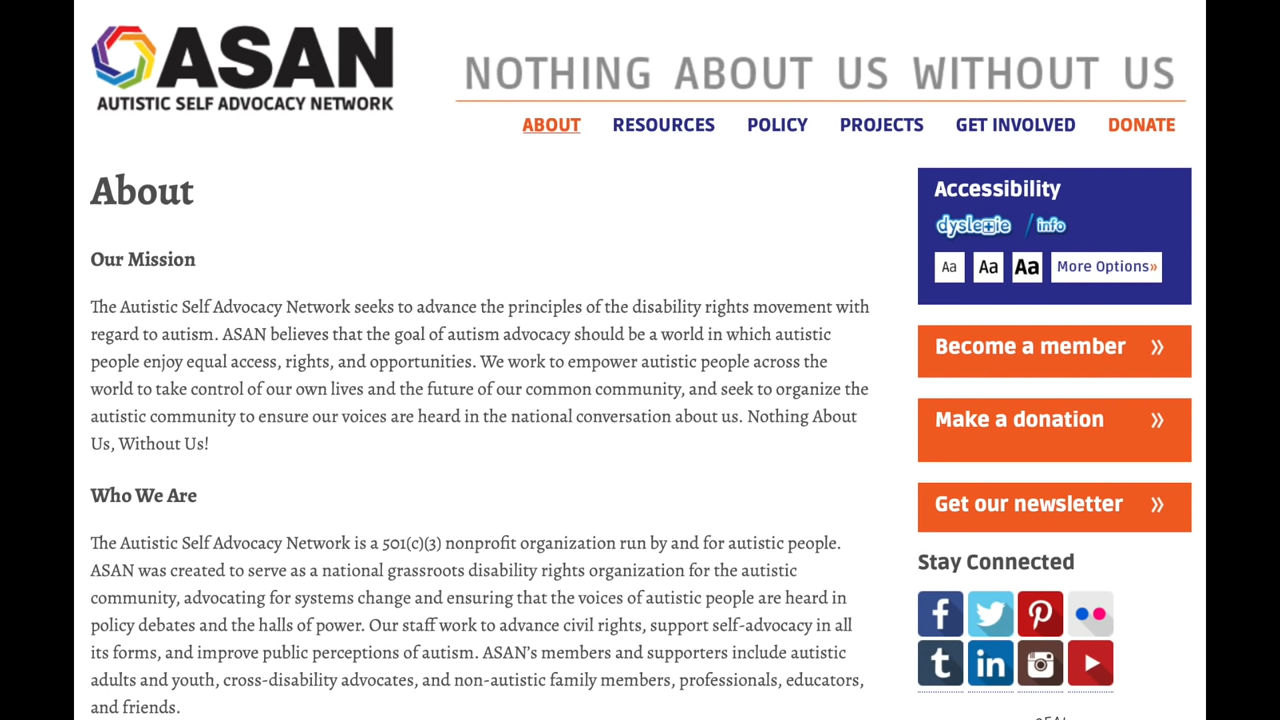 ASAN
AUTISTIC SELF ADVOCACY NETWORK
NOTHING ABOUT US WITHOUT US
ABOUT RESOURCES POLICY PROJECTS GET INVOLVED DONATE
About
Our Mission
The Autistic Self Advocacy Network seeks to advance the principles of the disability rights movement with
regard to autism. ASAN believes that the goal of autism advocacy should be a world in which autistic
people enjoy equal access, rights, and opportunities. We work to empower autistic people across the
world to take control of our own lives and the future of our common community, and seek to organize the
autistic community to ensure our voices are heard in the national conversation about us. Nothing About
Us, Without Us!
Who We Are
The Autistic Self Advocacy Network is a 501(c)(3) nonprofit organization run by and for autistic people.
ASAN was created to serve as a national grassroots disability rights organization for the autistic
community, advocating for systems change and ensuring that the voices of autistic people are heard in
policy debates and the halls of power. Our staff work to advance civil rights, support self-advocacy in all
its forms, and improve public perceptions of autism. ASAN's members and supporters include autistic
adults and youth, cross-disability advocates, and non-autistic family members, professionals, educators,
and friends.
Accessibility
dyslexie / info
Aa Aa Aa More Options»
Become a member »
Make a donation »
Get our newsletter »
Stay Connected